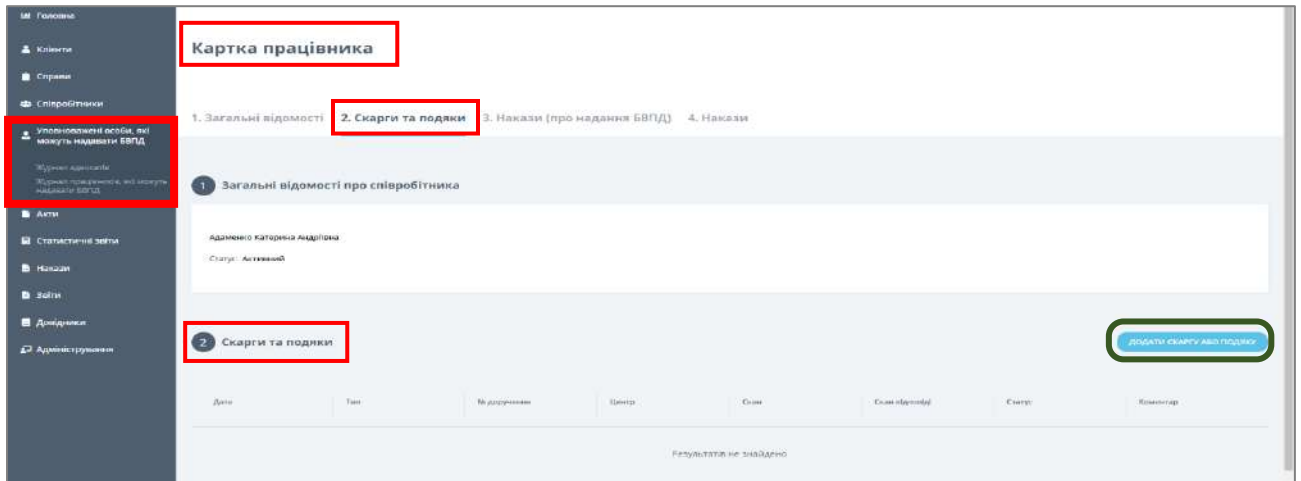 Головна
Клієнти
Справи
Співробітники
Уповноважені особи, які
можуть надавати БВПД
Журнал адвокатів
Журнал працівників, які можуть
надавати БВПД
Акти
Статистичні звіти
Накази
Звіти
Довідники
Адміністрування
Картка працівника
1. Загальні відомості 2. Скарги та подяки 3. Накази (про надання БВПД) 4. Накази
1 Загальні відомості про співробітника
Адаменко Катерина Андріївна
Статус: Активний
2 Скарги та подяки
ДОДАТИ СКАРГУ АБО ПОДЯКУ
Дата Тип № доручення Центр Скан Скан відповіді Статус Коментар
Результатів не знайдено